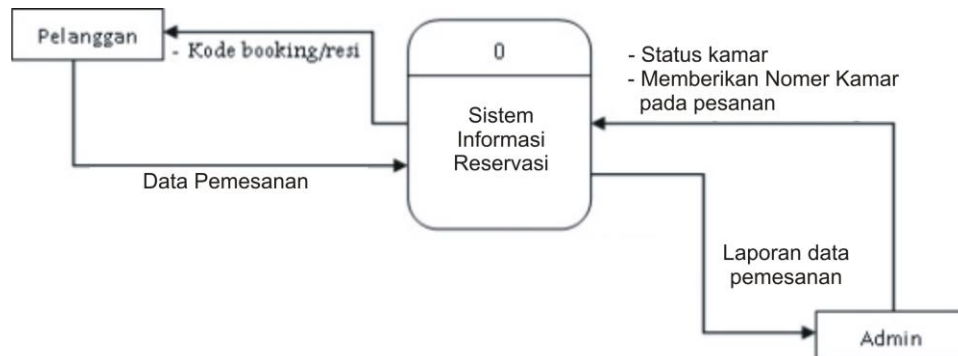 Pelanggan
- Kode booking/resi
0
- Status kamar
- Memberikan Nomer Kamar
pada pesanan
Sistem
Informasi
Reservasi
Data Pemesanan
Laporan data
pemesanan
Admin